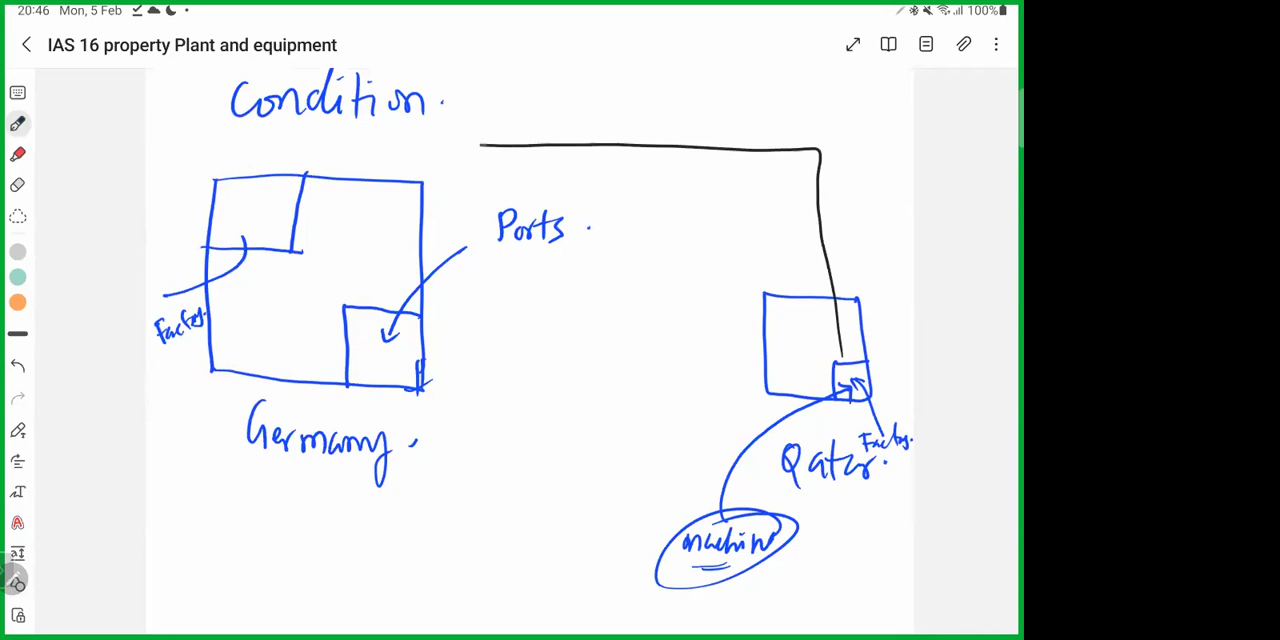 20:46 Mon, 5 Feb
100%
IAS 16 property Plant and equipment
Condition.
Ports.
Factory.
Germany.
Factory.
Qatar.
machine